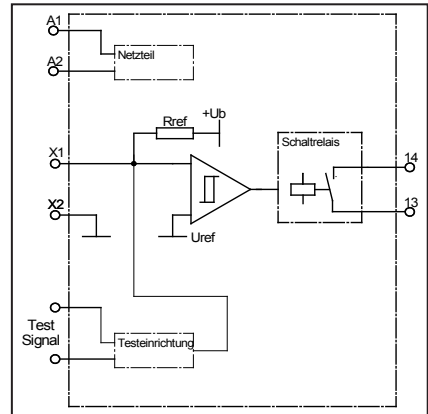 A1
Netzteil
A2
+Ub
Rref
Schaltrelais
X1
14
X2
13
Uref
Test
Signal
Testeinrichtung